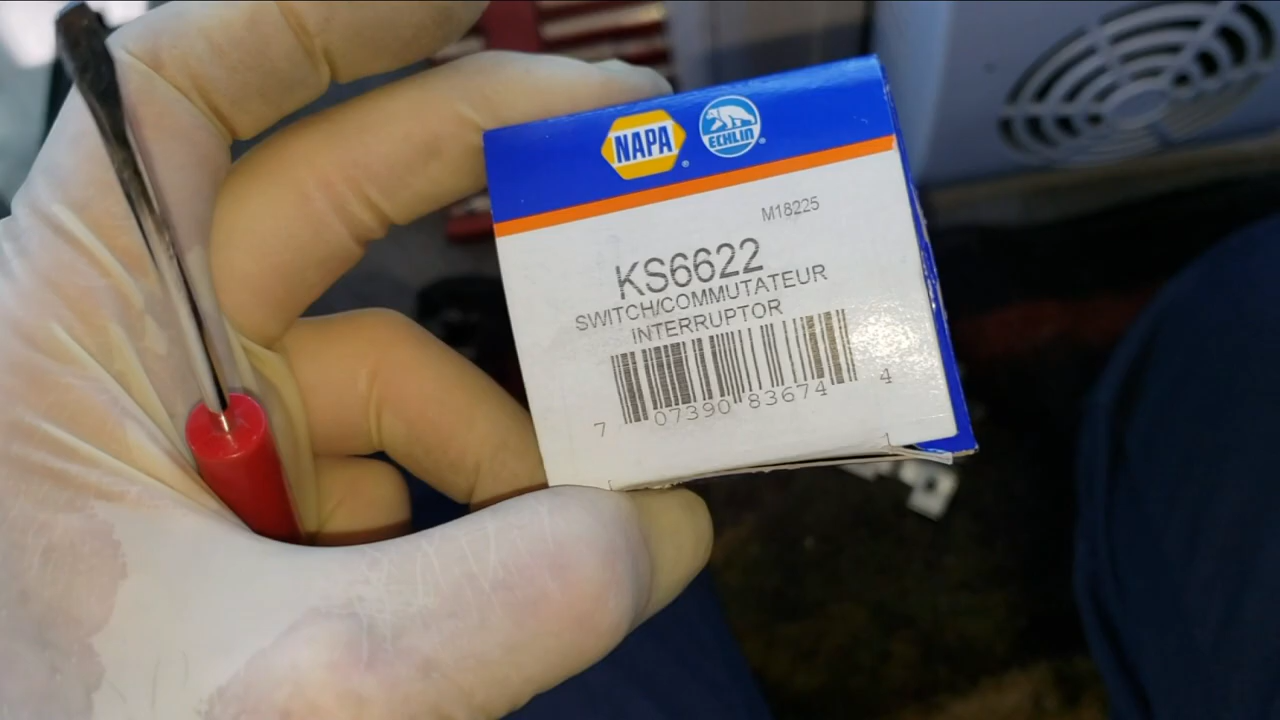 NAPA
ECHLIN
M18225
KS6622
SWITCH/COMMUTATEUR
INTERRUPTOR
7 07390 83674 4